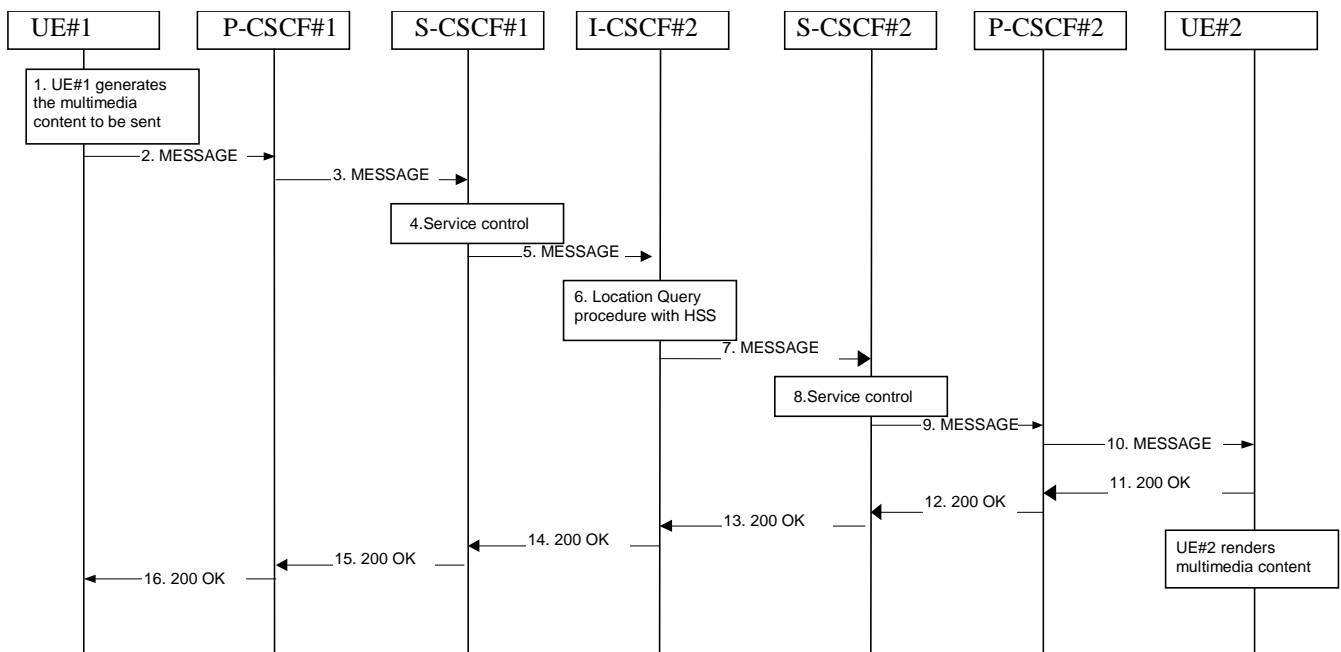 UE#1
P-CSCF#1
S-CSCF#1
I-CSCF#2
S-CSCF#2
P-CSCF#2
UE#2
1. UE#1 generates
the multimedia
content to be sent
2. MESSAGE
3. MESSAGE
4.Service control
5. MESSAGE
6. Location Query
procedure with HSS
7. MESSAGE
8.Service control
9. MESSAGE
10. MESSAGE
11. 200 OK
12. 200 OK
13. 200 OK
14. 200 OK
15. 200 OK
16. 200 OK
UE#2 renders
multimedia content